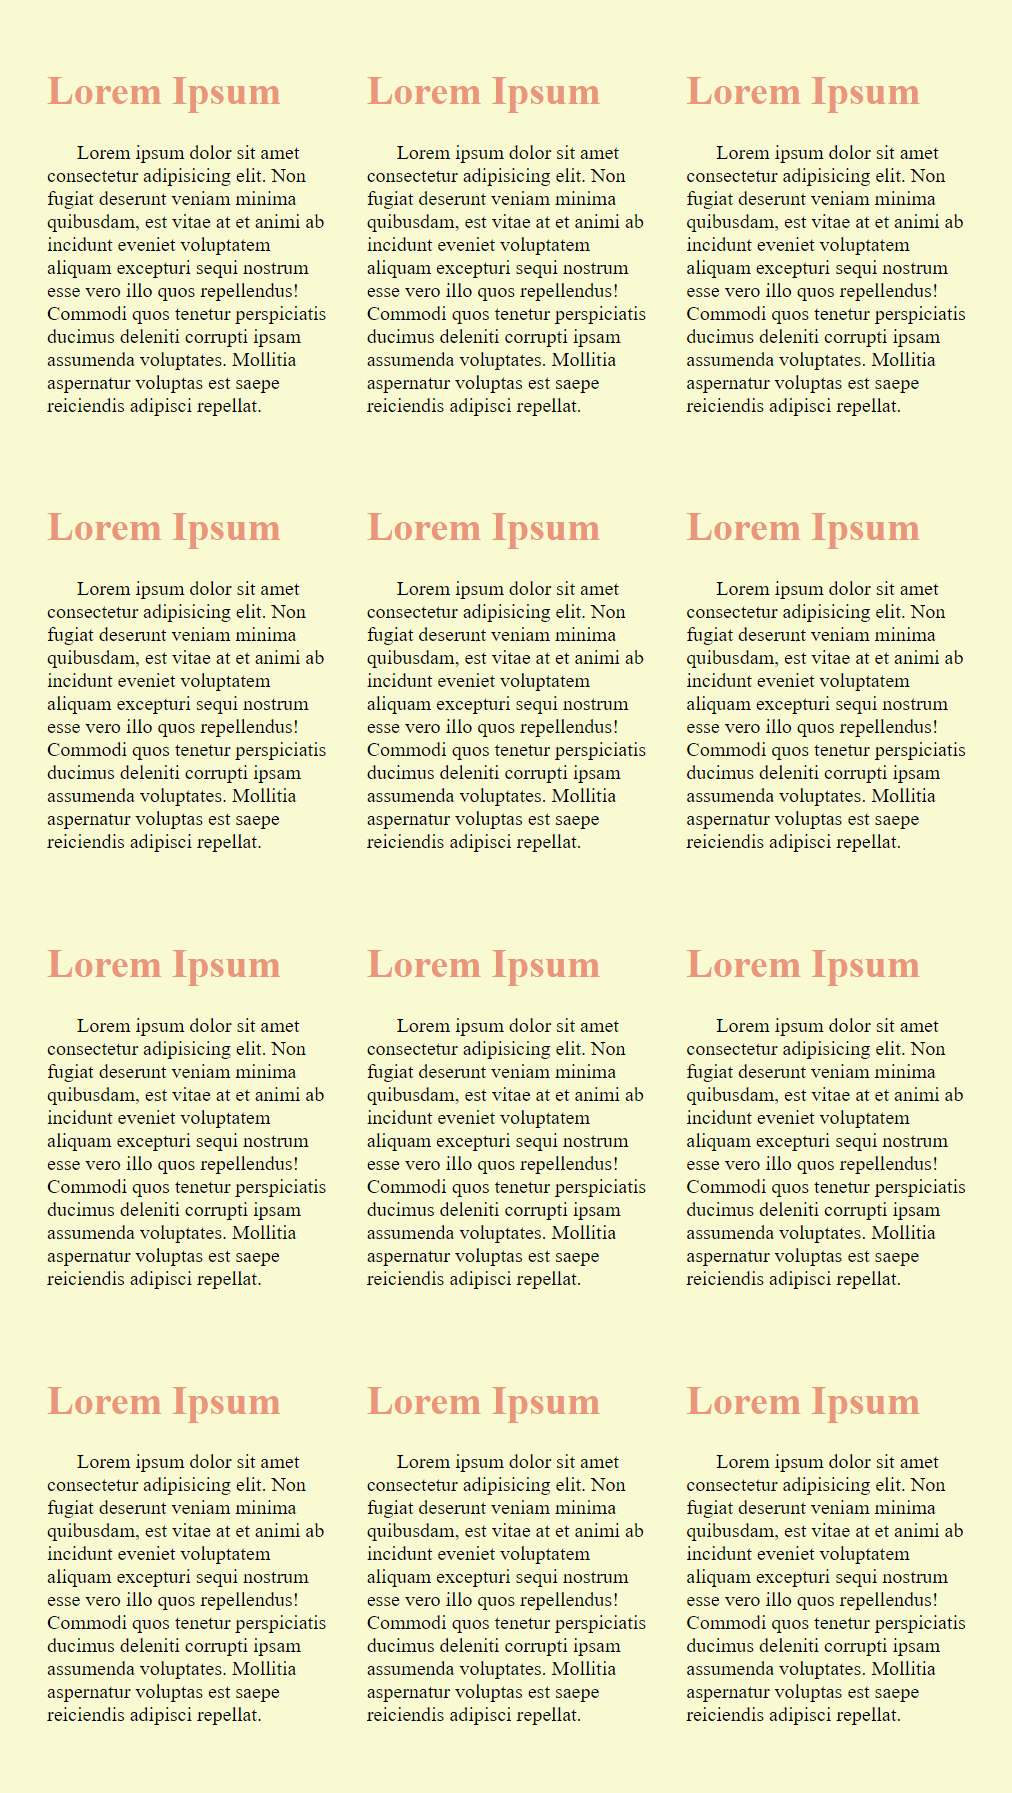 Lorem Ipsum
Lorem ipsum dolor sit amet
consectetur adipisicing elit. Non
fugiat deserunt veniam minima
quibusdam, est vitae at et animi ab
incidunt eveniet voluptatem
aliquam excepturi sequi nostrum
esse vero illo quos repellendus!
Commodi quos tenetur perspiciatis
ducimus deleniti corrupti ipsam
assumenda voluptates. Mollitia
aspernatur voluptas est saepe
reiciendis adipisci repellat.
Lorem Ipsum
Lorem ipsum dolor sit amet
consectetur adipisicing elit. Non
fugiat deserunt veniam minima
quibusdam, est vitae at et animi ab
incidunt eveniet voluptatem
aliquam excepturi sequi nostrum
esse vero illo quos repellendus!
Commodi quos tenetur perspiciatis
ducimus deleniti corrupti ipsam
assumenda voluptates. Mollitia
aspernatur voluptas est saepe
reiciendis adipisci repellat.
Lorem Ipsum
Lorem ipsum dolor sit amet
consectetur adipisicing elit. Non
fugiat deserunt veniam minima
quibusdam, est vitae at et animi ab
incidunt eveniet voluptatem
aliquam excepturi sequi nostrum
esse vero illo quos repellendus!
Commodi quos tenetur perspiciatis
ducimus deleniti corrupti ipsam
assumenda voluptates. Mollitia
aspernatur voluptas est saepe
reiciendis adipisci repellat.
Lorem Ipsum
Lorem ipsum dolor sit amet
consectetur adipisicing elit. Non
fugiat deserunt veniam minima
quibusdam, est vitae at et animi ab
incidunt eveniet voluptatem
aliquam excepturi sequi nostrum
esse vero illo quos repellendus!
Commodi quos tenetur perspiciatis
ducimus deleniti corrupti ipsam
assumenda voluptates. Mollitia
aspernatur voluptas est saepe
reiciendis adipisci repellat.
Lorem Ipsum
Lorem ipsum dolor sit amet
consectetur adipisicing elit. Non
fugiat deserunt veniam minima
quibusdam, est vitae at et animi ab
incidunt eveniet voluptatem
aliquam excepturi sequi nostrum
esse vero illo quos repellendus!
Commodi quos tenetur perspiciatis
ducimus deleniti corrupti ipsam
assumenda voluptates. Mollitia
aspernatur voluptas est saepe
reiciendis adipisci repellat.
Lorem Ipsum
Lorem ipsum dolor sit amet
consectetur adipisicing elit. Non
fugiat deserunt veniam minima
quibusdam, est vitae at et animi ab
incidunt eveniet voluptatem
aliquam excepturi sequi nostrum
esse vero illo quos repellendus!
Commodi quos tenetur perspiciatis
ducimus deleniti corrupti ipsam
assumenda voluptates. Mollitia
aspernatur voluptas est saepe
reiciendis adipisci repellat.
Lorem Ipsum
Lorem ipsum dolor sit amet
consectetur adipisicing elit. Non
fugiat deserunt veniam minima
quibusdam, est vitae at et animi ab
incidunt eveniet voluptatem
aliquam excepturi sequi nostrum
esse vero illo quos repellendus!
Commodi quos tenetur perspiciatis
ducimus deleniti corrupti ipsam
assumenda voluptates. Mollitia
aspernatur voluptas est saepe
reiciendis adipisci repellat.
Lorem Ipsum
Lorem ipsum dolor sit amet
consectetur adipisicing elit. Non
fugiat deserunt veniam minima
quibusdam, est vitae at et animi ab
incidunt eveniet voluptatem
aliquam excepturi sequi nostrum
esse vero illo quos repellendus!
Commodi quos tenetur perspiciatis
ducimus deleniti corrupti ipsam
assumenda voluptates. Mollitia
aspernatur voluptas est saepe
reiciendis adipisci repellat.
Lorem Ipsum
Lorem ipsum dolor sit amet
consectetur adipisicing elit. Non
fugiat deserunt veniam minima
quibusdam, est vitae at et animi ab
incidunt eveniet voluptatem
aliquam excepturi sequi nostrum
esse vero illo quos repellendus!
Commodi quos tenetur perspiciatis
ducimus deleniti corrupti ipsam
assumenda voluptates. Mollitia
aspernatur voluptas est saepe
reiciendis adipisci repellat.
Lorem Ipsum
Lorem ipsum dolor sit amet
consectetur adipisicing elit. Non
fugiat deserunt veniam minima
quibusdam, est vitae at et animi ab
incidunt eveniet voluptatem
aliquam excepturi sequi nostrum
esse vero illo quos repellendus!
Commodi quos tenetur perspiciatis
ducimus deleniti corrupti ipsam
assumenda voluptates. Mollitia
aspernatur voluptas est saepe
reiciendis adipisci repellat.
Lorem Ipsum
Lorem ipsum dolor sit amet
consectetur adipisicing elit. Non
fugiat deserunt veniam minima
quibusdam, est vitae at et animi ab
incidunt eveniet voluptatem
aliquam excepturi sequi nostrum
esse vero illo quos repellendus!
Commodi quos tenetur perspiciatis
ducimus deleniti corrupti ipsam
assumenda voluptates. Mollitia
aspernatur voluptas est saepe
reiciendis adipisci repellat.
Lorem Ipsum
Lorem ipsum dolor sit amet
consectetur adipisicing elit. Non
fugiat deserunt veniam minima
quibusdam, est vitae at et animi ab
incidunt eveniet voluptatem
aliquam excepturi sequi nostrum
esse vero illo quos repellendus!
Commodi quos tenetur perspiciatis
ducimus deleniti corrupti ipsam
assumenda voluptates. Mollitia
aspernatur voluptas est saepe
reiciendis adipisci repellat.